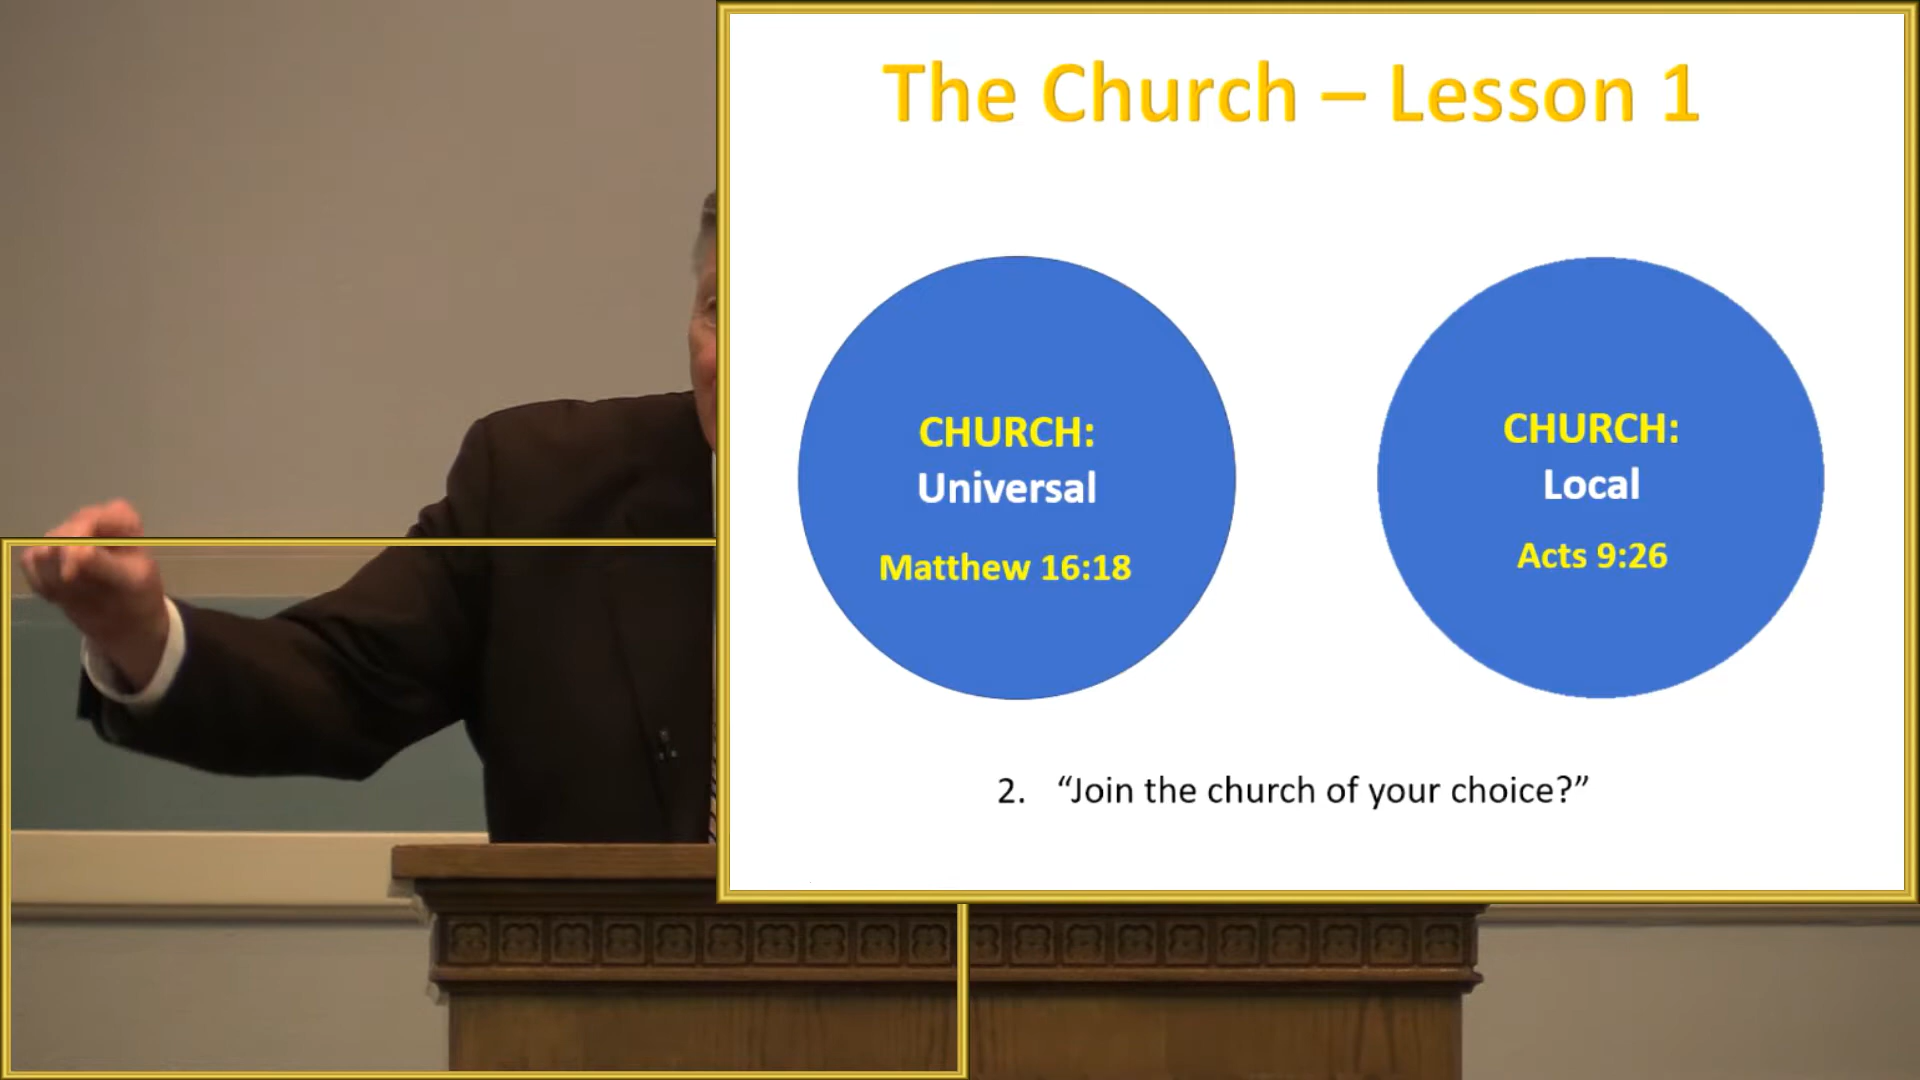 The Church – Lesson 1
CHURCH:
Universal
Matthew 16:18
CHURCH:
Local
Acts 9:26
2. “Join the church of your choice?”